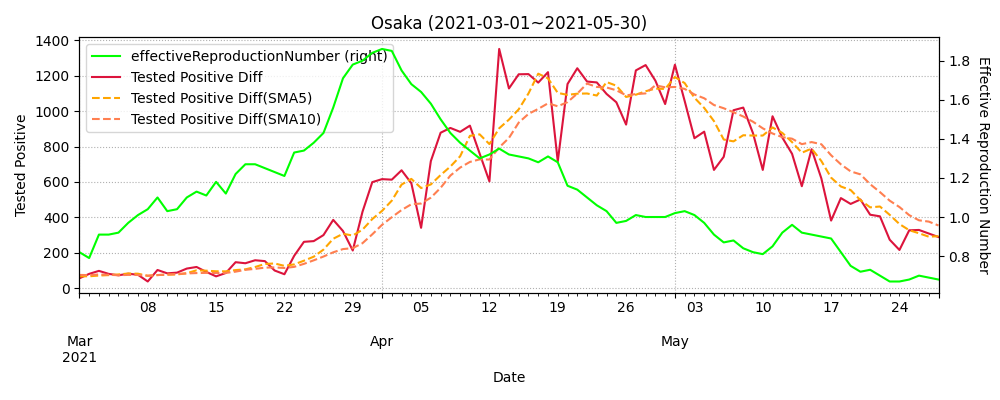 Osaka (2021-03-01~2021-05-30)
effectiveReproductionNumber (right)
Tested Positive Diff
Tested Positive Diff(SMA5)
Tested Positive Diff(SMA10)
Tested Positive
1400
1200
1000
800
600
400
200
0
1.8
1.6
1.4
1.2
1.0
0.8
Effective Reproduction Number
08 15 22 29 05 12 19 26 03 10 17 24
Mar Apr May
2021
Date